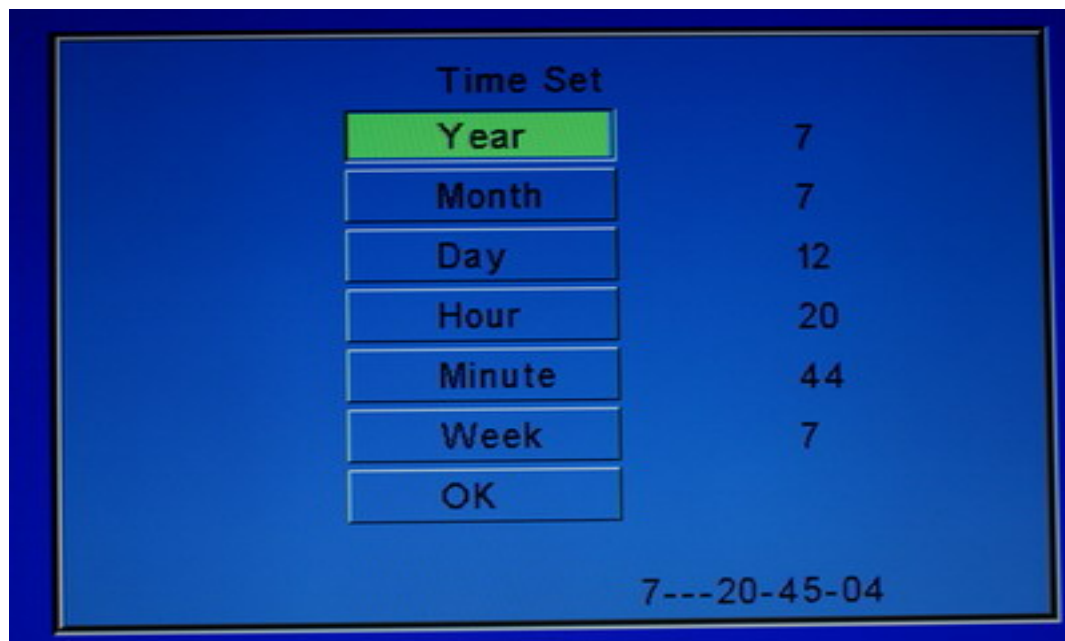 Time Set
Year 7
Month 7
Day 12
Hour 20
Minute 44
Week 7
OK
7---20-45-04